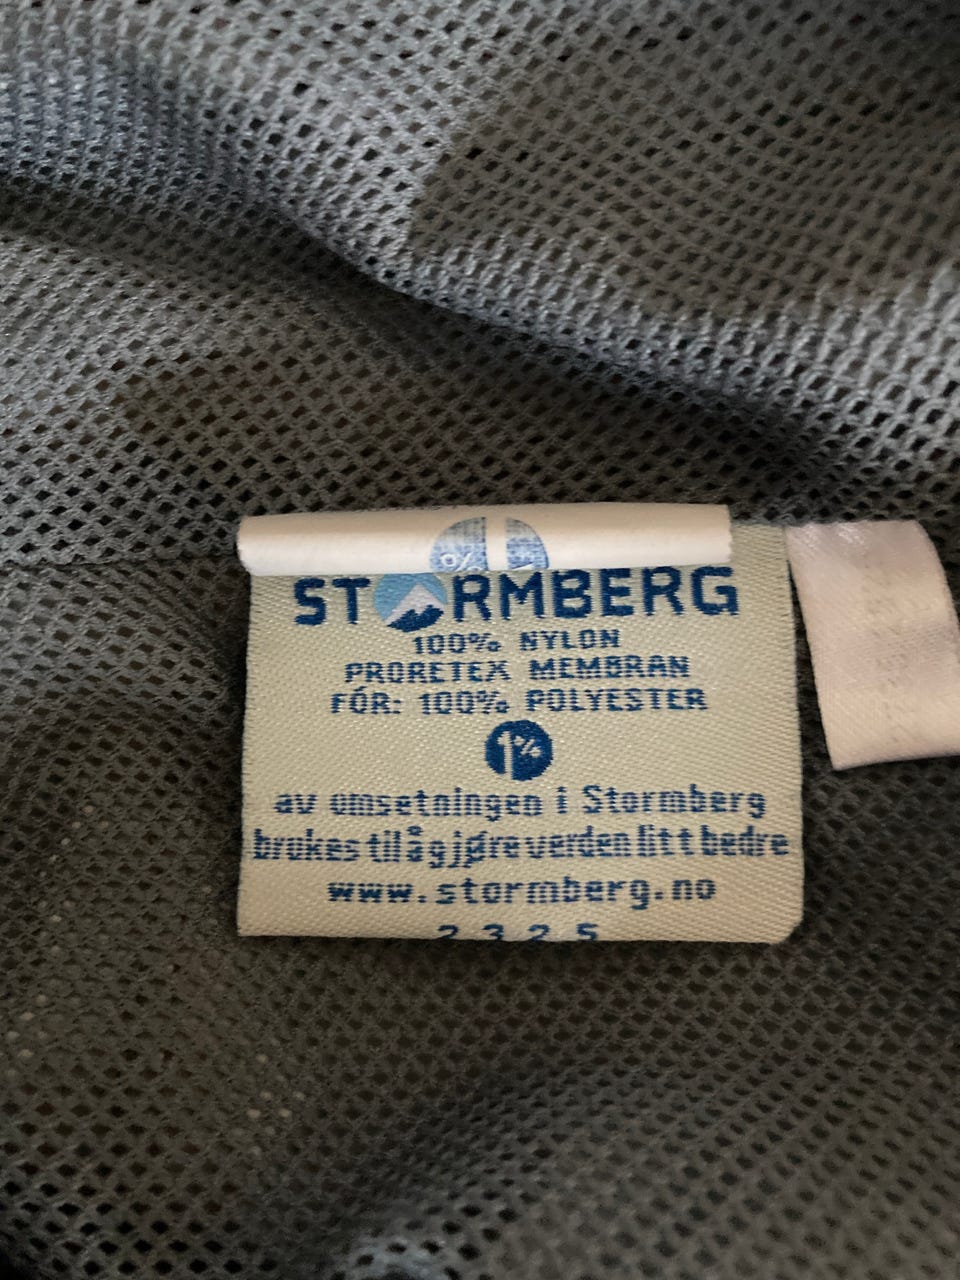 STORMBERG
100% NYLON
PRORETEX MEMBRAN
FÓR: 100% POLYESTER
1%
av omsetningen i Stormberg
brukes til å gjøre verden litt bedre
www.stormberg.no
2325